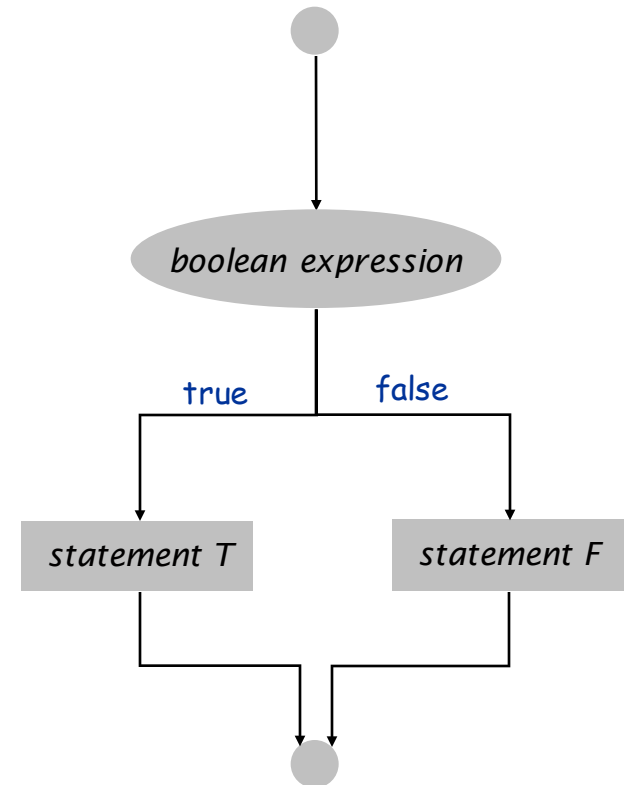 boolean expression
true
false
statement T
statement F